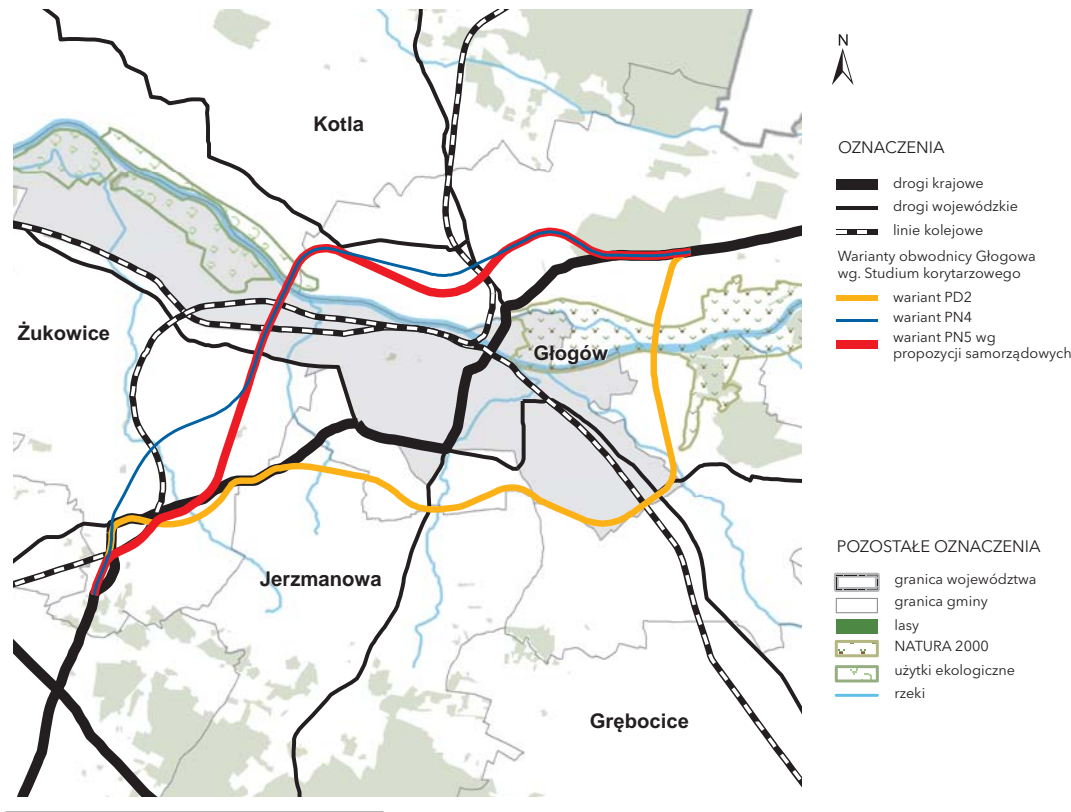 Kotla
Żukowice
Głogów
Jerzmanowa
Grębocice
N
OZNACZENIA
drogi krajowe
drogi wojewódzkie
linie kolejowe
Warianty obwodnicy Głogowa
wg. Studium korytarzowego
wariant PD2
wariant PN4
wariant PN5 wg
propozycji samorządowych
POZOSTAŁE OZNACZENIA
granica województwa
granica gminy
lasy
NATURA 2000
użytki ekologiczne
rzeki